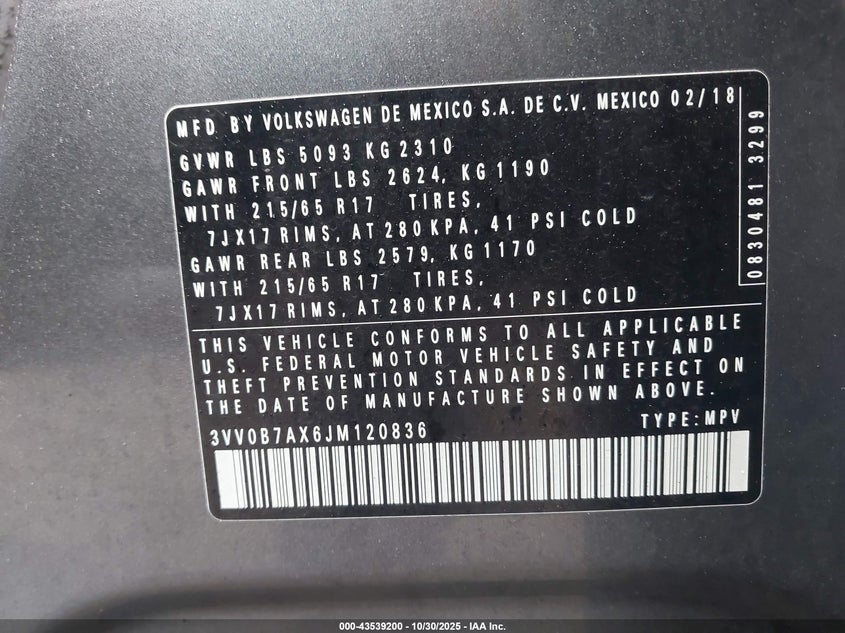 MFD BY VOLKSWAGEN DE MEXICO S.A. DE C.V. MEXICO 02/18
GVWR LBS 5093 KG 2310
GAWR FRONT LBS 2624, KG 1190
WITH 215/65 R17 TIRES,
7JX17 RIMS, AT 280 KPA, 41 PSI COLD
GAWR REAR LBS 2579, KG 1170
WITH 215/65 R17 TIRES,
7JX17 RIMS, AT 280 KPA, 41 PSI COLD
0830481 3299
THIS VEHICLE CONFORMS TO ALL APPLICABLE
U.S. FEDERAL MOTOR VEHICLE SAFETY AND
THEFT PREVENTION STANDARDS IN EFFECT ON
THE DATE OF MANUFACTURE SHOWN ABOVE.
3VV0B7AX6JM120836 TYPE: MPV
000-43539200 - 10/30/2025 - IAA Inc.